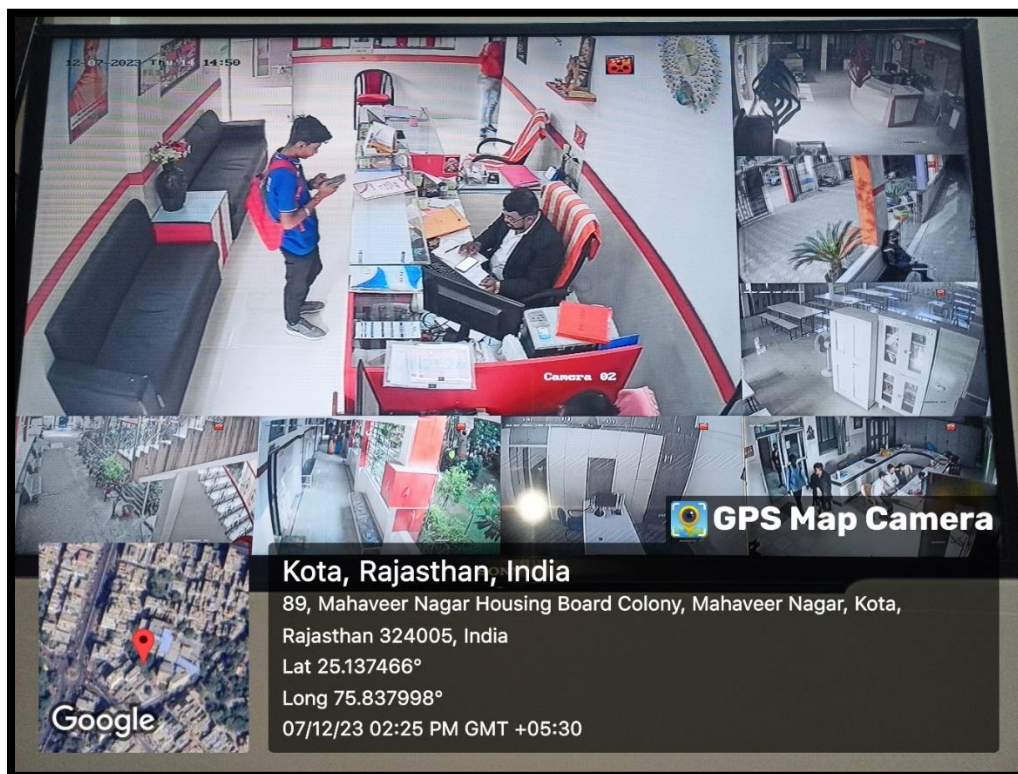 12-07-2023 Thu 14:50
Camera 02
GPS Map Camera
Kota, Rajasthan, India
89, Mahaveer Nagar Housing Board Colony, Mahaveer Nagar, Kota,
Rajasthan 324005, India
Lat 25.137466°
Long 75.837998°
07/12/23 02:25 PM GMT +05:30
Google